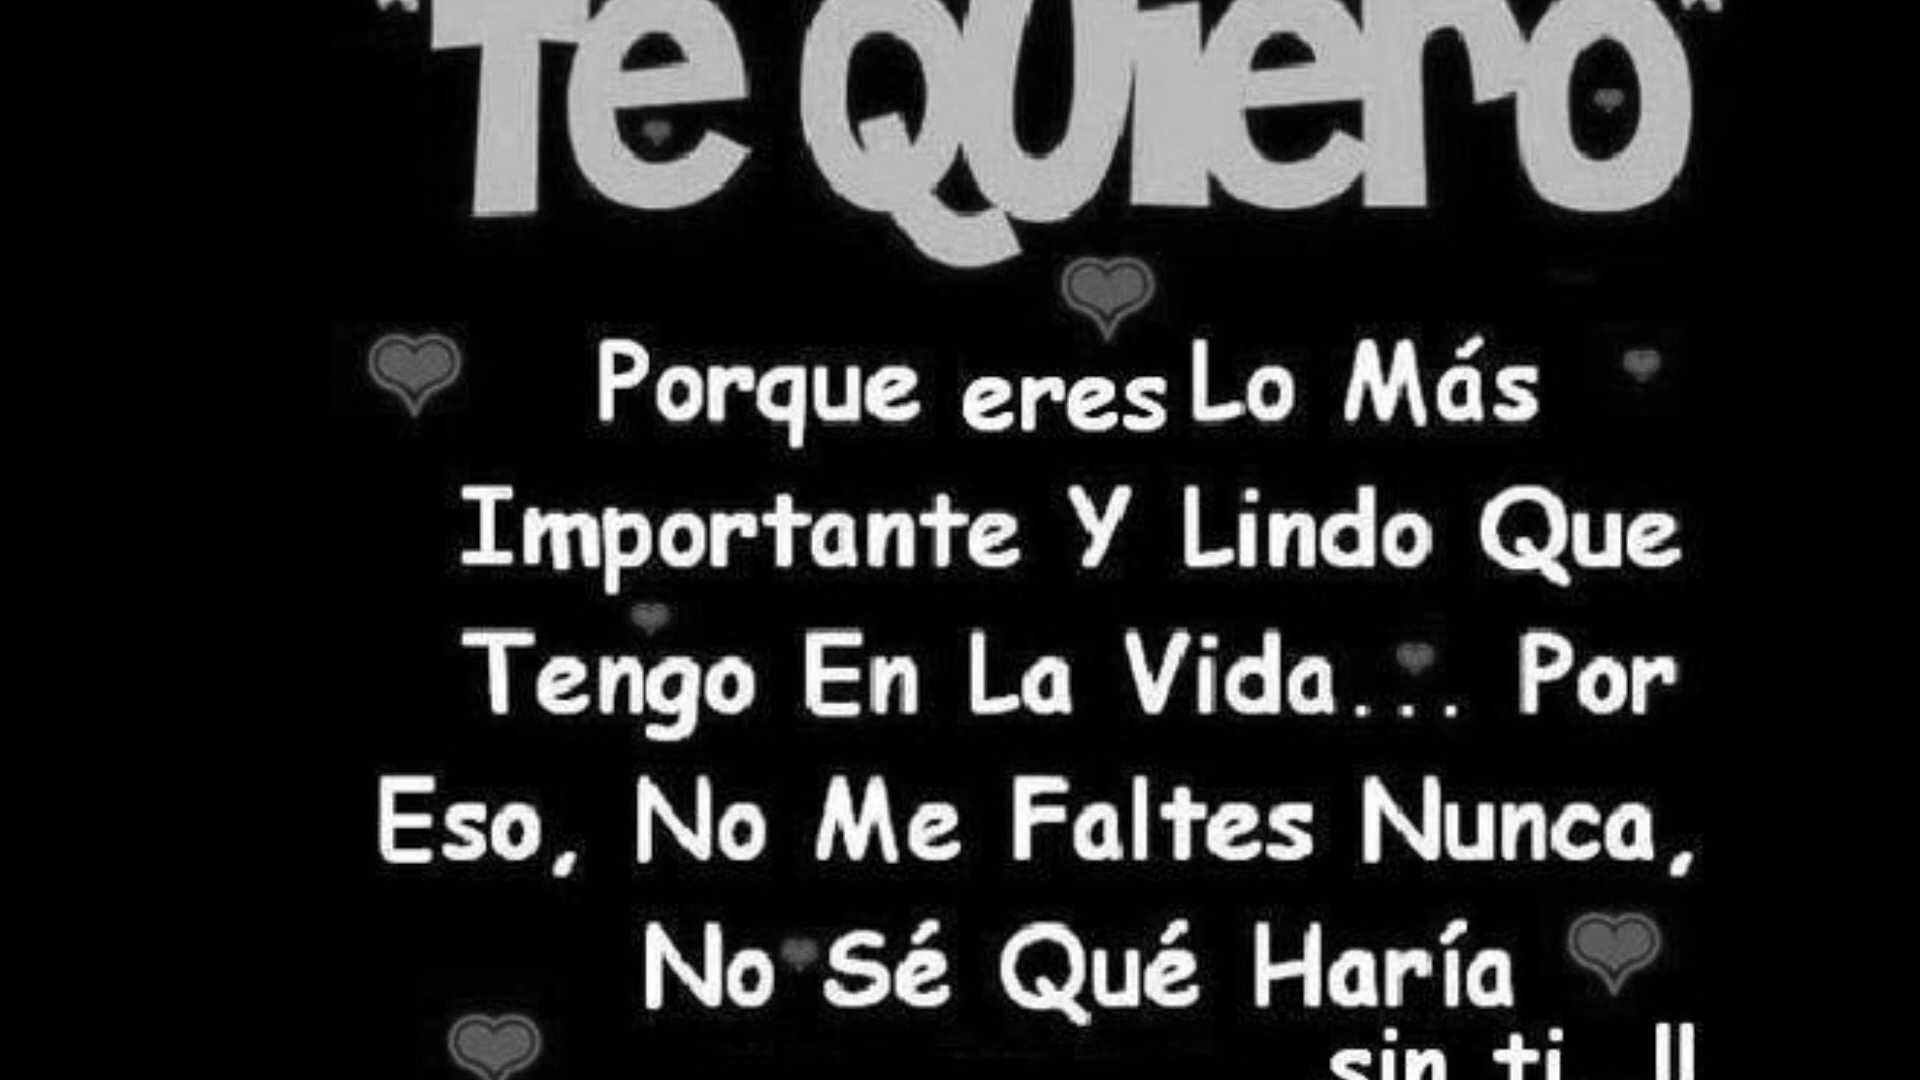 "Te Quiero"
Porque eres Lo Más
Importante Y Lindo Que
Tengo En La Vida... Por
Eso, No Me Faltes Nunca,
No Sé Qué Haría
sin ti. !!